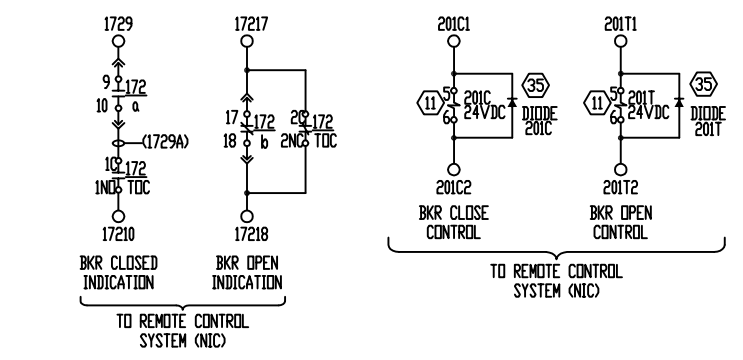 1729
17217
201C1
201T1
9
172
10
a
(1729A)
1C
172
1NO
TOC
17210
17
172
18
b
2C
172
2NC
TOC
17218
11
5
201C
24VDC
6
35
DIODE
201C
201C2
11
5
201T
24VDC
6
35
DIODE
201T
201T2
BKR CLOSED
INDICATION
BKR OPEN
INDICATION
TO REMOTE CONTROL
SYSTEM (NIC)
BKR CLOSE
CONTROL
BKR OPEN
CONTROL
TO REMOTE CONTROL
SYSTEM (NIC)